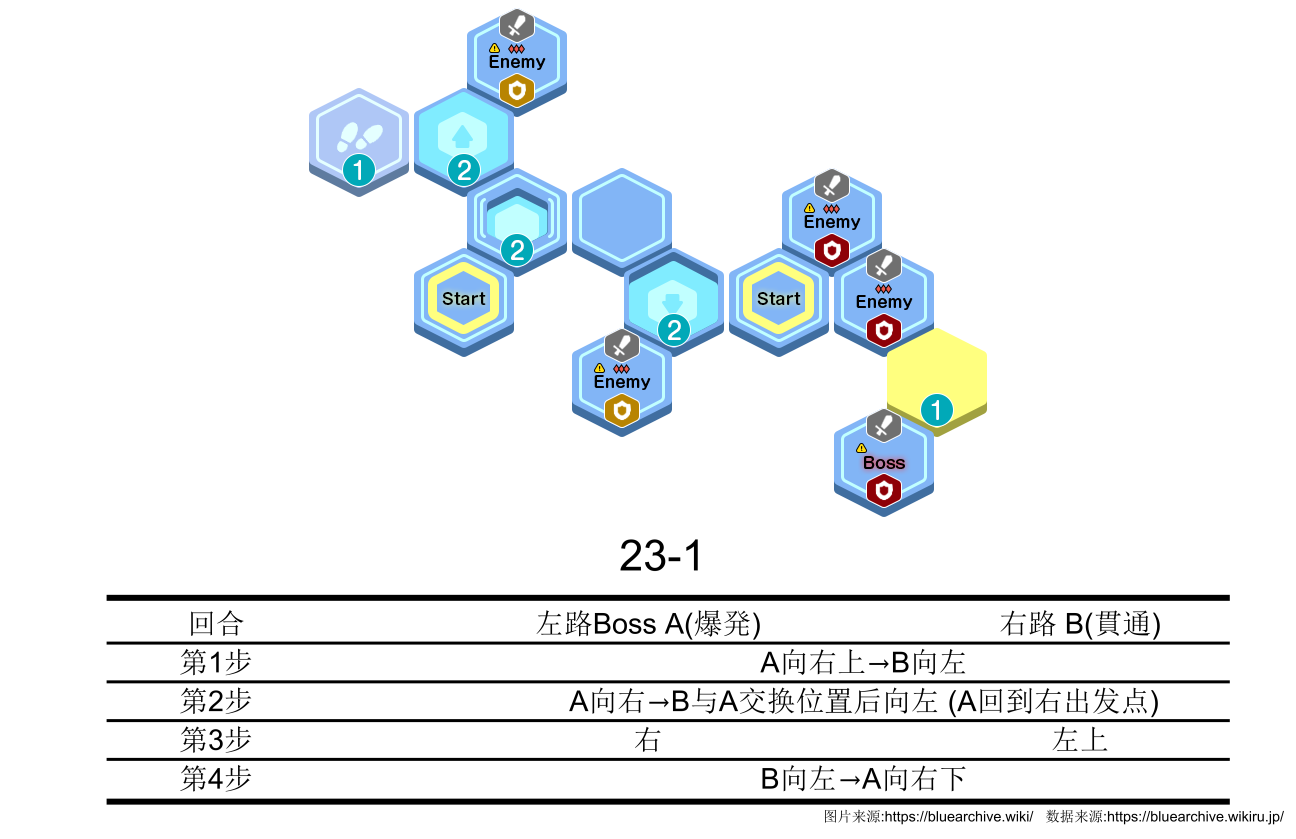 Enemy
1
2
2
Enemy
Start
Start
Enemy
2
Enemy
1
Boss
23-1
回合 左路Boss A(爆発) 右路 B(貫通)
第1步 A向右上→B向左
第2步 A向右→B与A交换位置后向左 (A回到右出发点)
第3步 右 左上
第4步 B向左→A向右下
图片来源:https://bluearchive.wiki/ 数据来源:https://bluearchive.wikiru.jp/